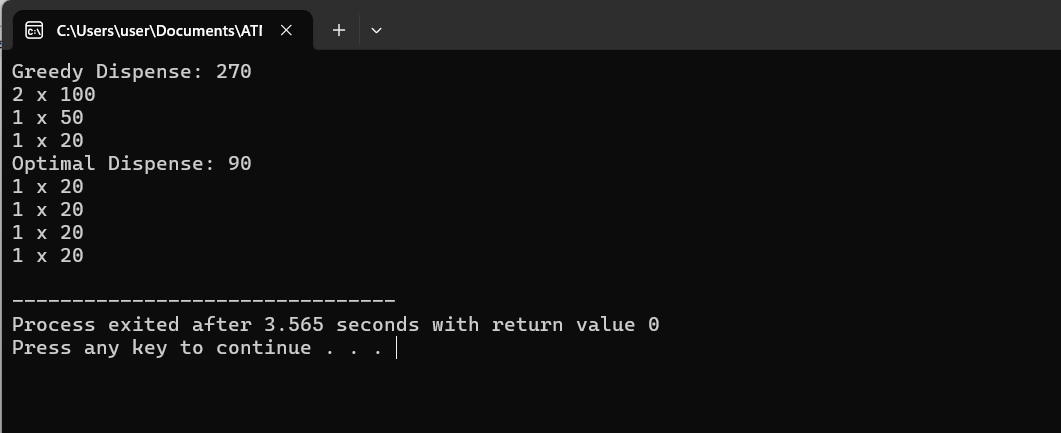 C:\Users\user\Documents\ATI
Greedy Dispense: 270
2 x 100
1 x 50
1 x 20
Optimal Dispense: 90
1 x 20
1 x 20
1 x 20
1 x 20
--------------------------------
Process exited after 3.565 seconds with return value 0
Press any key to continue . . .